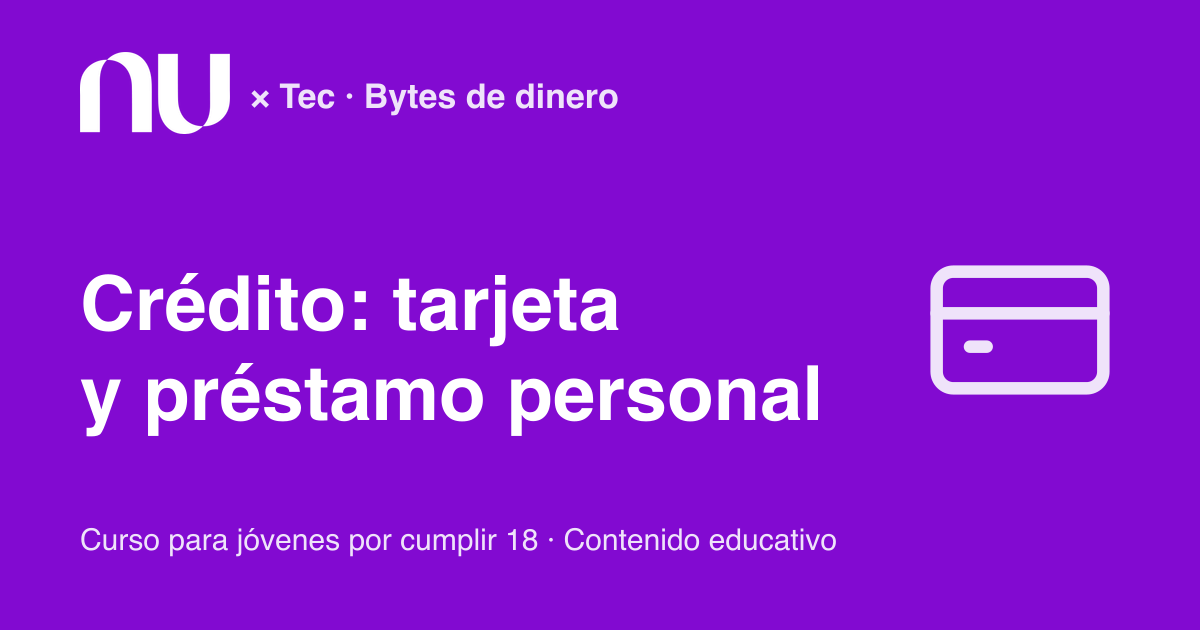 nu × Tec · Bytes de dinero
Crédito: tarjeta
y préstamo personal
Curso para jóvenes por cumplir 18 · Contenido educativo